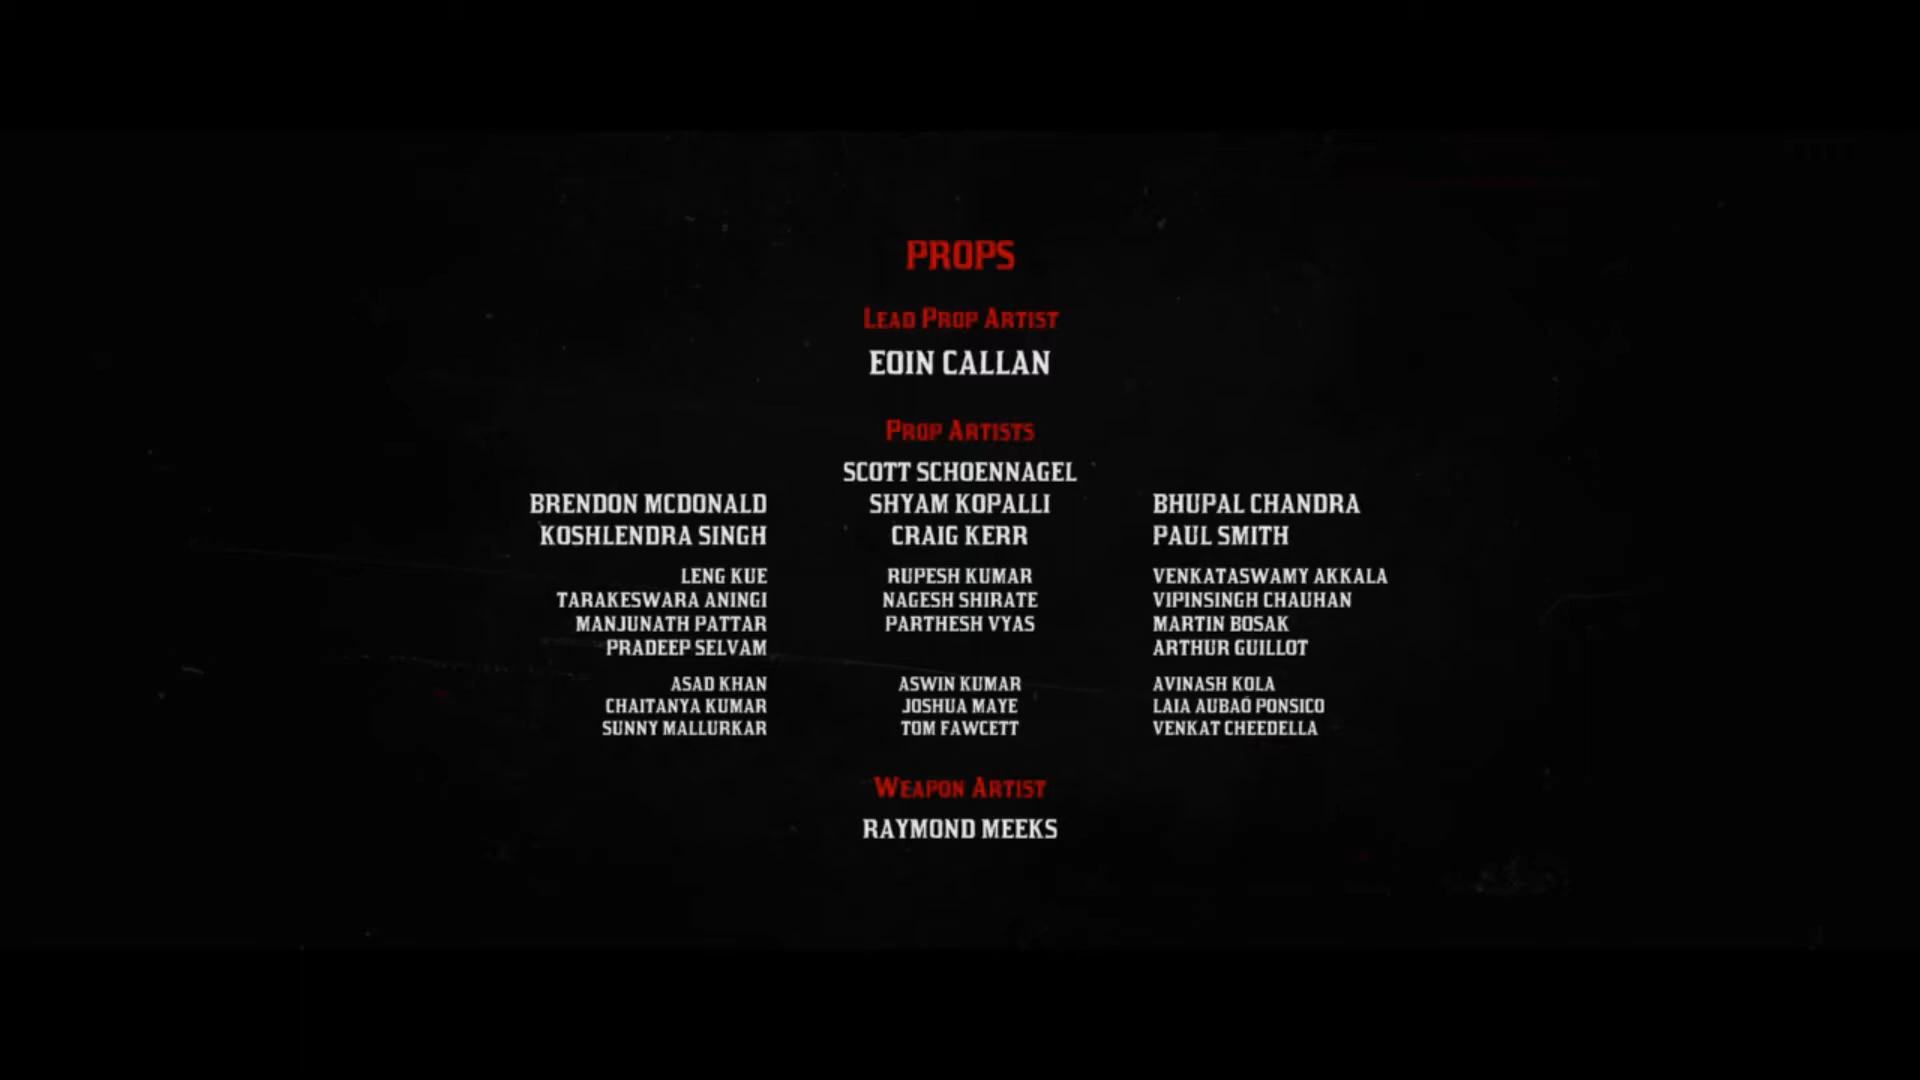 PROPS
LEAD PROP ARTIST
EOIN CALLAN
PROP ARTISTS
SCOTT SCHOENNAGEL
BRENDON MCDONALD SHYAM KOPALLI BHUPAL CHANDRA
KOSHLENDRA SINGH CRAIG KERR PAUL SMITH
LENG KUE RUPESH KUMAR VENKATASWAMY AKKALA
TARAKESWARA ANINGI NAGESH SHIRATE VIPINSINGH CHAUHAN
MANJUNATH PATTAR PARTHESH VYAS MARTIN BOSAK
PRADEEP SELVAM ARTHUR GUILLOT
ASAD KHAN ASWIN KUMAR AVINASH KOLA
CHAITANYA KUMAR JOSHUA MAYE LAIA AUBAÓ PONSICO
SUNNY MALLURKAR TOM FAWCETT VENKAT CHEEDELLA
WEAPON ARTIST
RAYMOND MEEKS